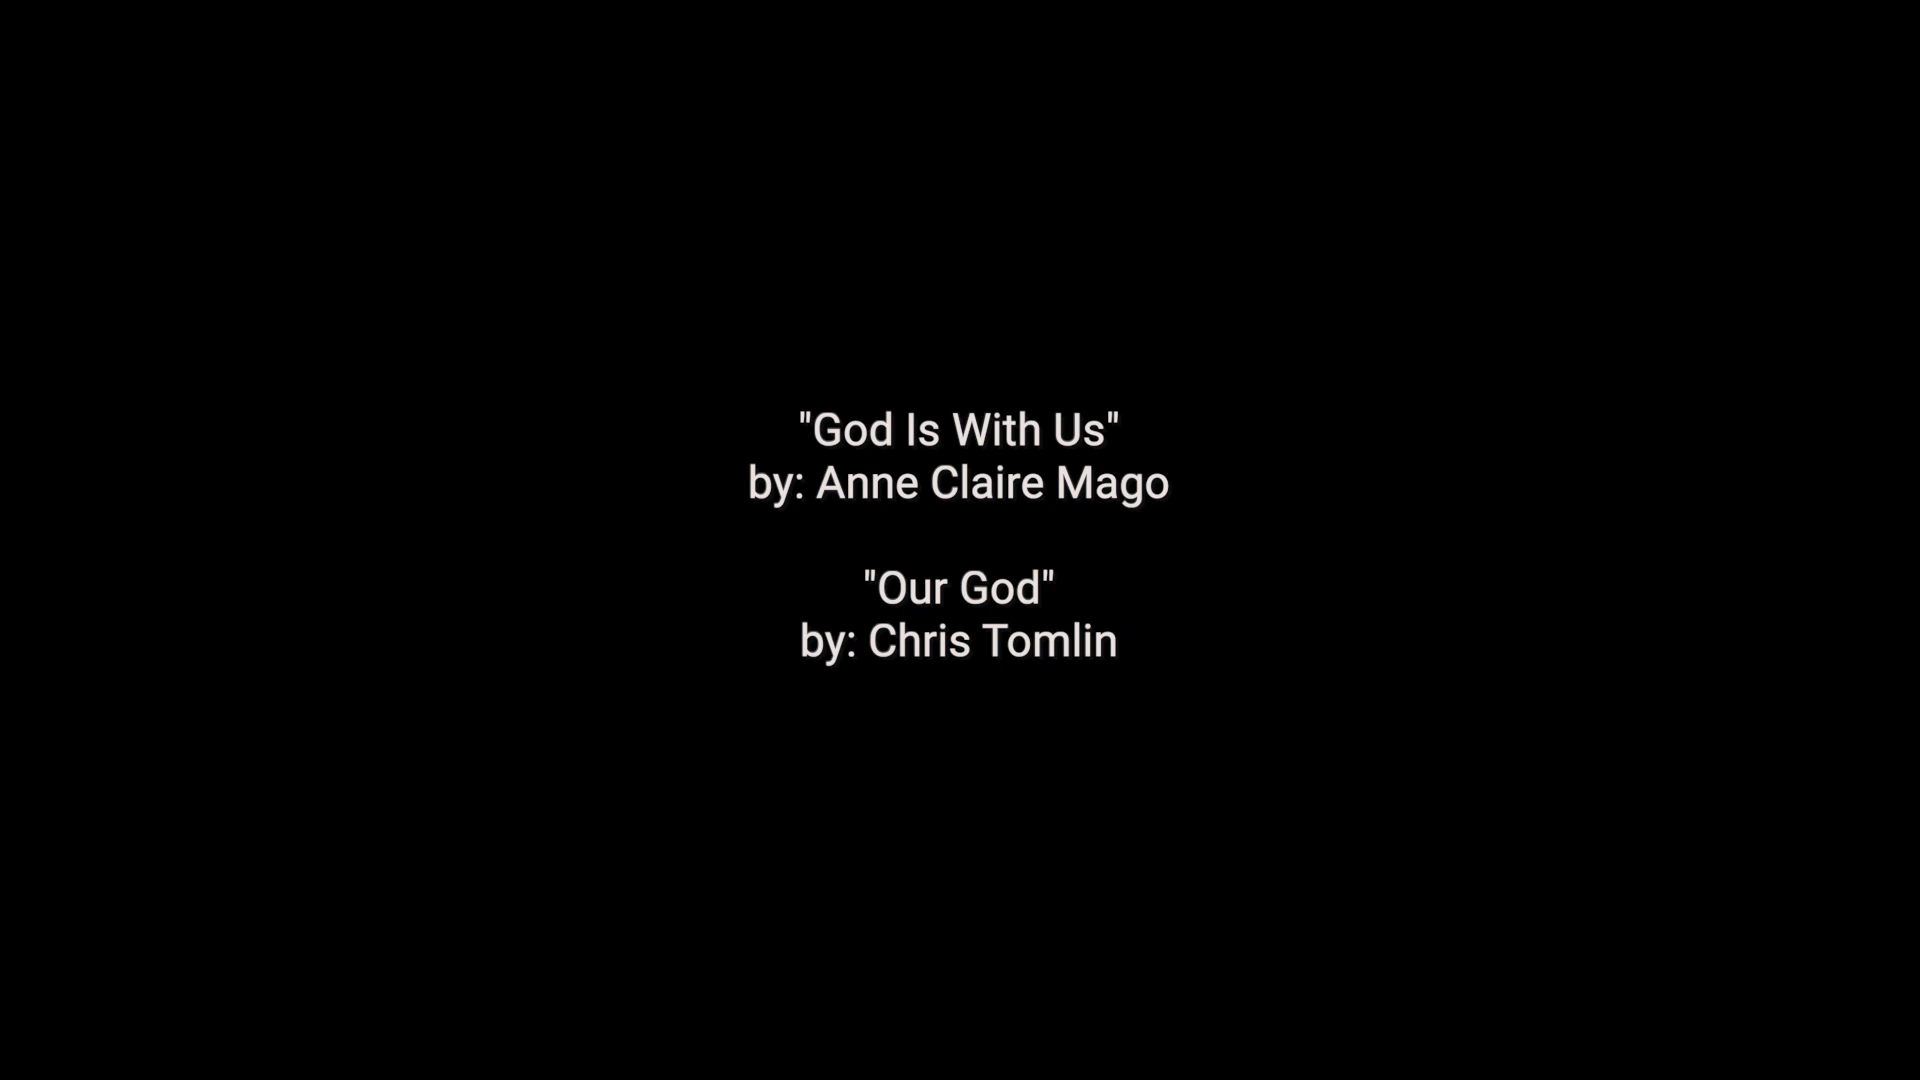 "God Is With Us"
by: Anne Claire Mago
"Our God"
by: Chris Tomlin